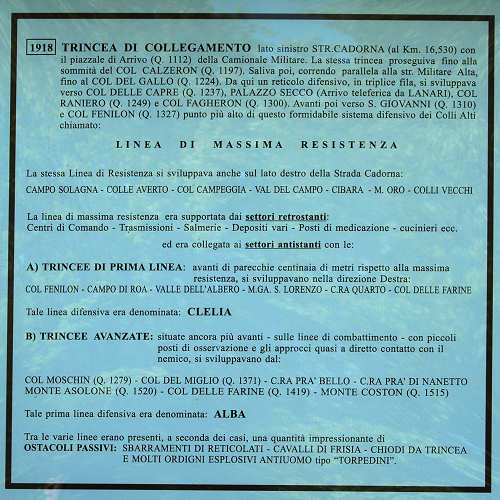 1918 TRINCEA DI COLLEGAMENTO lato sinistro STR.CADORNA (al Km. 16,530) con
il piazzale di Arrivo (Q. 1112) della Camionale Militare. La stessa trincea proseguiva fino alla
sommità del COL CALZERON (Q. 1197). Saliva poi, correndo parallela alla str. Militare Alta,
fino al COL DEL GALLO (Q. 1224). Da qui un reticolo difensivo, in triplice fila, si sviluppava
verso COL DELLE CAPRE (Q. 1237), PALAZZO SECCO (Arrivo teleferica da LANARI), COL
RANIERO (Q. 1249) e COL FAGHERON (Q. 1300). Avanti poi verso S. GIOVANNI (Q. 1310)
e COL FENILON (Q. 1327) punto più alto di questo formidabile sistema difensivo dei Colli Alti
chiamato:
LINEA DI MASSIMA RESISTENZA
La stessa Linea di Resistenza si sviluppava anche sul lato destro della Strada Cadorna:
CAMPO SOLAGNA - COLLE AVERTO - COL CAMPEGGIA - VAL DEL CAMPO - CIBARA - M. ORO - COLLI VECCHI
La linea di massima resistenza era supportata dai settori retrostanti:
Centri di Comando - Trasmissioni - Salmerie - Depositi vari - Posti di medicazione - cucinieri ecc.
ed era collegata ai settori antistanti con le:
A) TRINCEE DI PRIMA LINEA: avanti di parecchie centinaia di metri rispetto alla massima
resistenza, si sviluppavano nella direzione Destra:
COL FENILON - CAMPO DI ROA - VALLE DELL'ALBERO - M.GA S. LORENZO - C.RA QUARTO - COL DELLE FARINE
Tale linea difensiva era denominata: CLELIA
B) TRINCEE AVANZATE: situate ancora più avanti - sulle linee di combattimento - con piccoli
posti di osservazione e gli approcci quasi a diretto contatto con il
nemico, si sviluppavano dal:
COL MOSCHIN (Q. 1279) - COL DEL MIGLIO (Q. 1371) - C.RA PRA' BELLO - C.RA PRA' DI NANETTO
MONTE ASOLONE (Q. 1520) - COL DELLE FARINE (Q. 1419) - MONTE COSTON (Q. 1515)
Tale prima linea difensiva era denominata: ALBA
Tra le varie linee erano presenti, a seconda dei casi, una quantità impressionante di
OSTACOLI PASSIVI: SBARRAMENTI DI RETICOLATI - CAVALLI DI FRISIA - CHIODI DA TRINCEA
E MOLTI ORDIGNI ESPLOSIVI ANTIUOMO tipo "TORPEDINI".